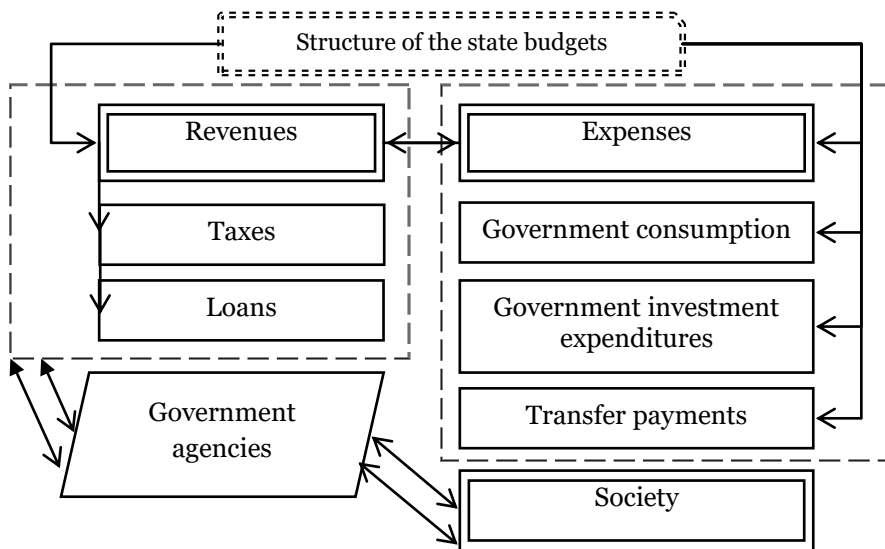 Structure of the state budgets
Revenues
Taxes
Loans
Expenses
Government consumption
Government investment
expenditures
Transfer payments
Government
agencies
Society